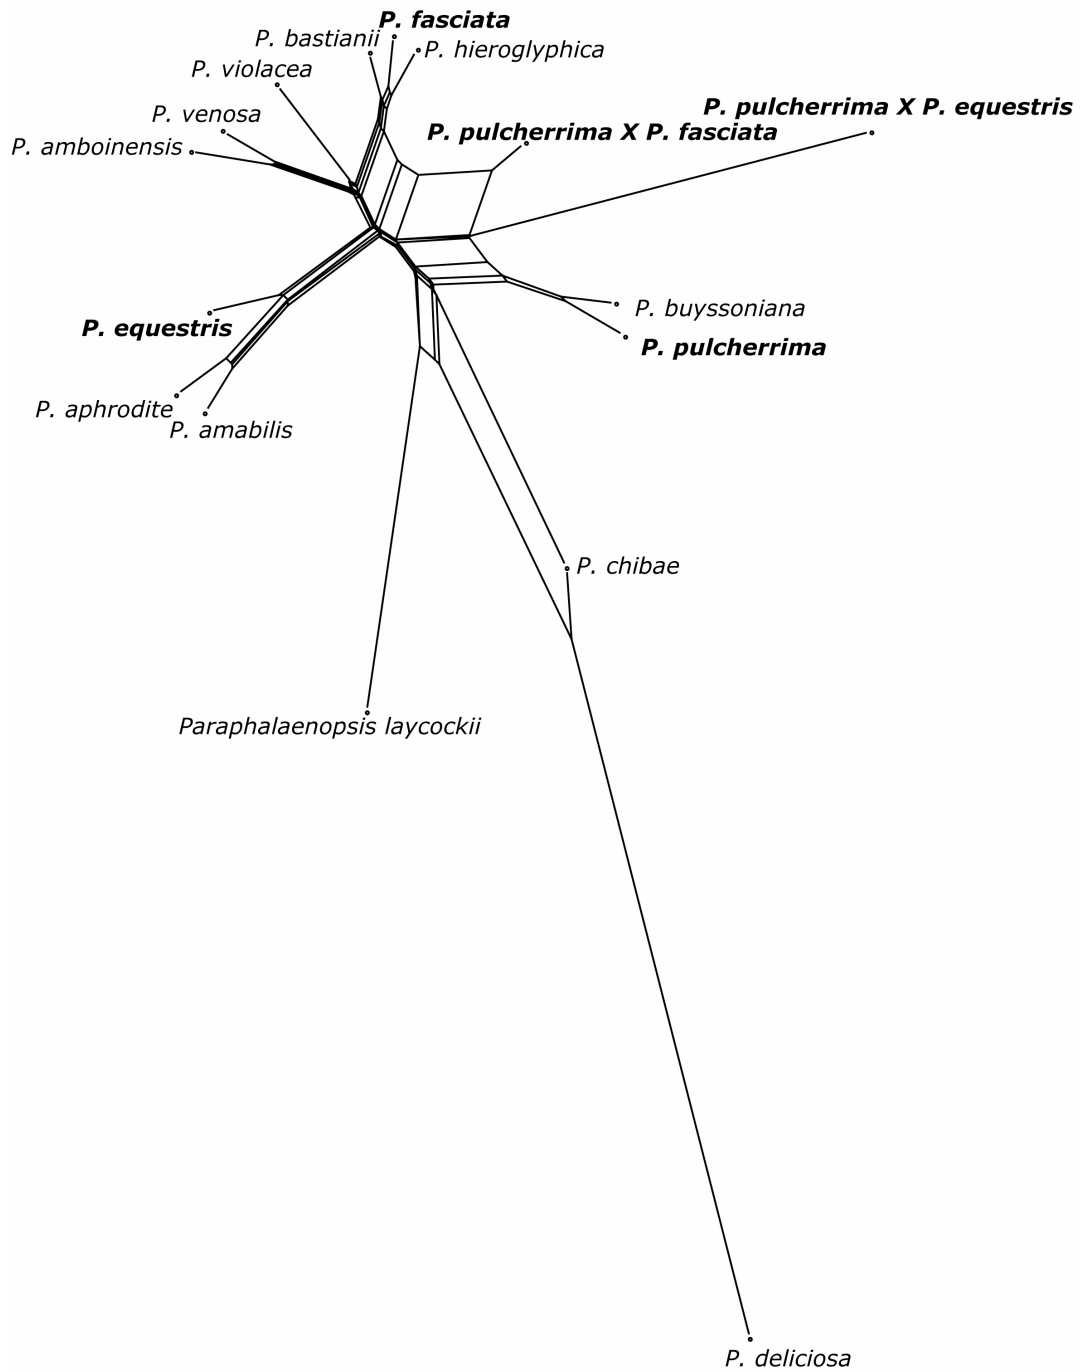 P. fasciata
P. bastianii
P. hieroglyphica
P. violacea
P. pulcherrima X P. equestris
P. venosa
P. pulcherrima X P. fasciata
P. amboinensis
P. buyssoniana
P. equestris
P. pulcherrima
P. aphrodite
P. amabilis
P. chibae
Paraphalaenopsis laycockii
P. deliciosa